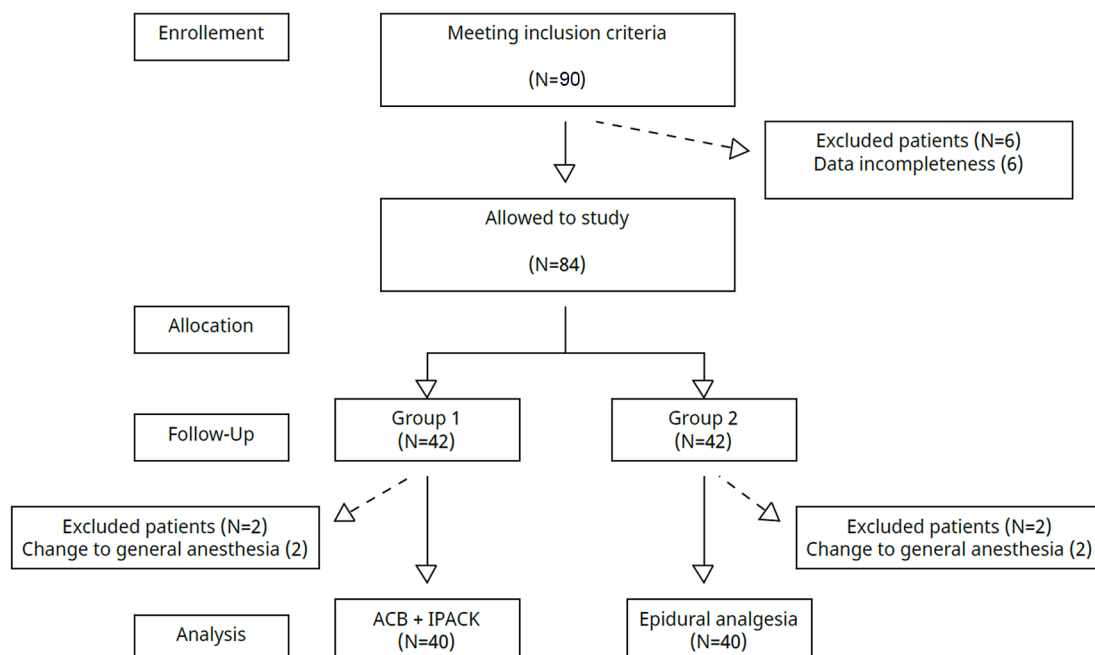 Enrollement
Meeting inclusion criteria
(N=90)
Excluded patients (N=6)
Data incompleteness (6)
Allowed to study
(N=84)
Allocation
Follow-Up
Group 1
(N=42)
Group 2
(N=42)
Excluded patients (N=2)
Change to general anesthesia (2)
Excluded patients (N=2)
Change to general anesthesia (2)
Analysis
ACB + IPACK
(N=40)
Epidural analgesia
(N=40)